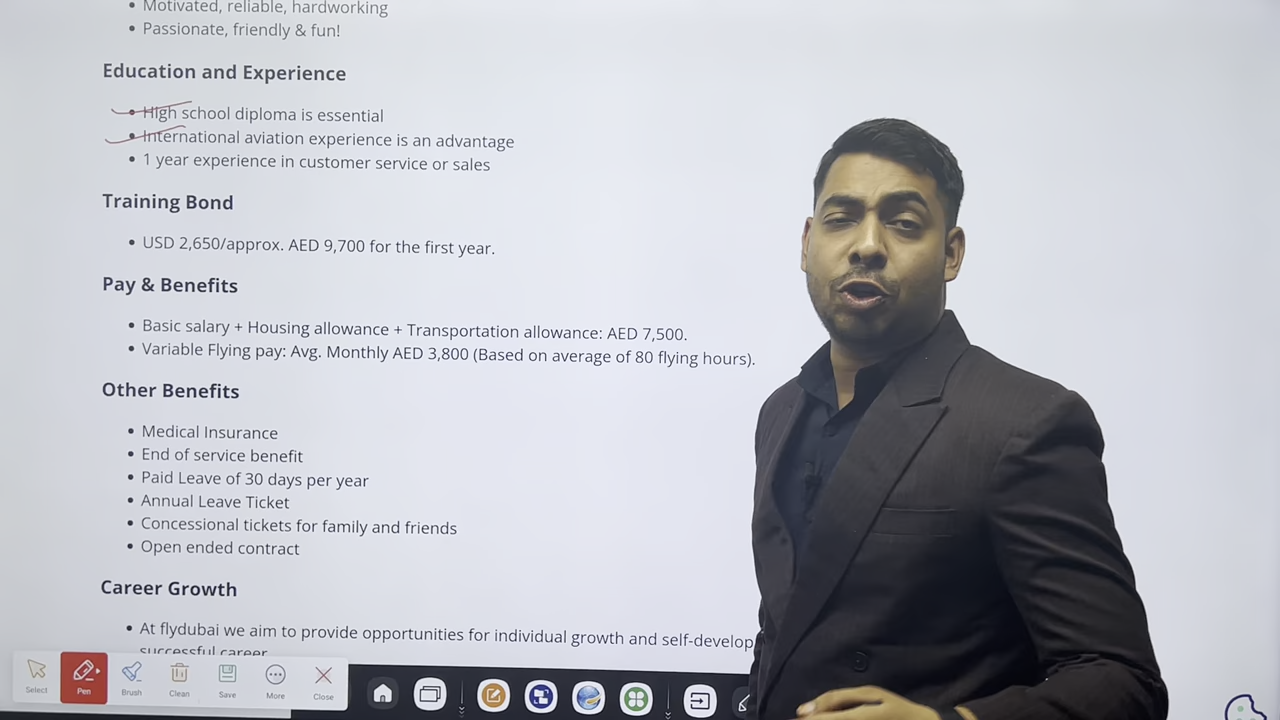 Motivated, reliable, hardworking
Passionate, friendly & fun!
Education and Experience
High school diploma is essential
International aviation experience is an advantage
1 year experience in customer service or sales
Training Bond
USD 2,650/approx. AED 9,700 for the first year.
Pay & Benefits
Basic salary + Housing allowance + Transportation allowance: AED 7,500.
Variable Flying pay: Avg. Monthly AED 3,800 (Based on average of 80 flying hours).
Other Benefits
Medical Insurance
End of service benefit
Paid Leave of 30 days per year
Annual Leave Ticket
Concessional tickets for family and friends
Open ended contract
Career Growth
At flydubai we aim to provide opportunities for individual growth and self-develop
successful career
Select Pen Brush Clean Save More Close